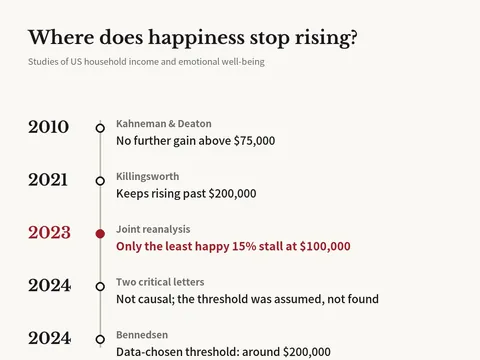 Where does happiness stop rising?
Studies of US household income and emotional well-being
2010
Kahneman & Deaton
No further gain above $75,000
2021
Killingsworth
Keeps rising past $200,000
2023
Joint reanalysis
Only the least happy 15% stall at $100,000
2024
Two critical letters
Not causal; the threshold was assumed, not found
2024
Bennedsen
Data-chosen threshold: around $200,000